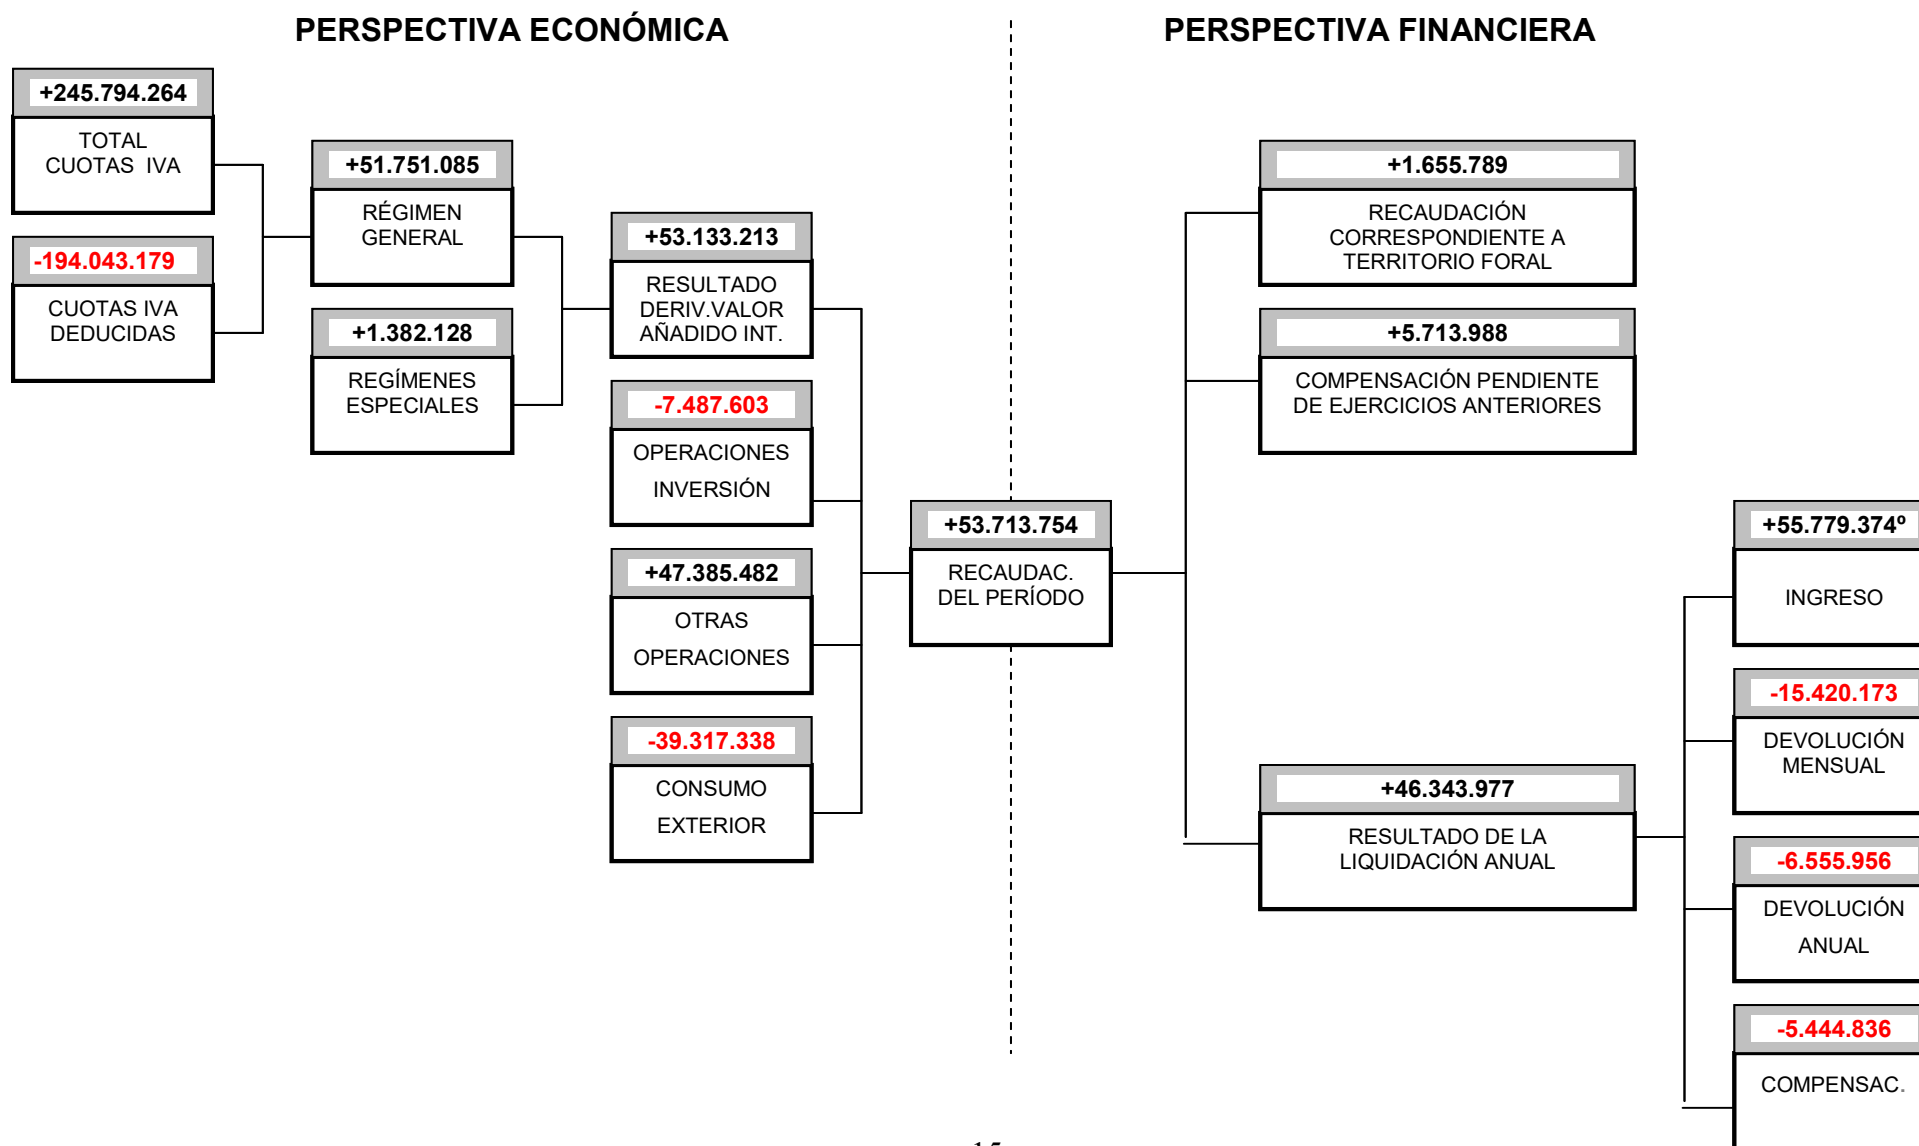 PERSPECTIVA ECONÓMICA
PERSPECTIVA FINANCIERA
+245.794.264
TOTAL
CUOTAS IVA
-194.043.179
CUOTAS IVA
DEDUCIDAS
+51.751.085
RÉGIMEN
GENERAL
+1.382.128
REGÍMENES
ESPECIALES
+53.133.213
RESULTADO
DERIV.VALOR
AÑADIDO INT.
-7.487.603
OPERACIONES
INVERSIÓN
+47.385.482
OTRAS
OPERACIONES
-39.317.338
CONSUMO
EXTERIOR
+53.713.754
RECAUDAC.
DEL PERÍODO
+1.655.789
RECAUDACIÓN
CORRESPONDIENTE A
TERRITORIO FORAL
+5.713.988
COMPENSACIÓN PENDIENTE
DE EJERCICIOS ANTERIORES
+46.343.977
RESULTADO DE LA
LIQUIDACIÓN ANUAL
+55.779.374º
INGRESO
-15.420.173
DEVOLUCIÓN
MENSUAL
-6.555.956
DEVOLUCIÓN
ANUAL
-5.444.836
COMPENSAC.